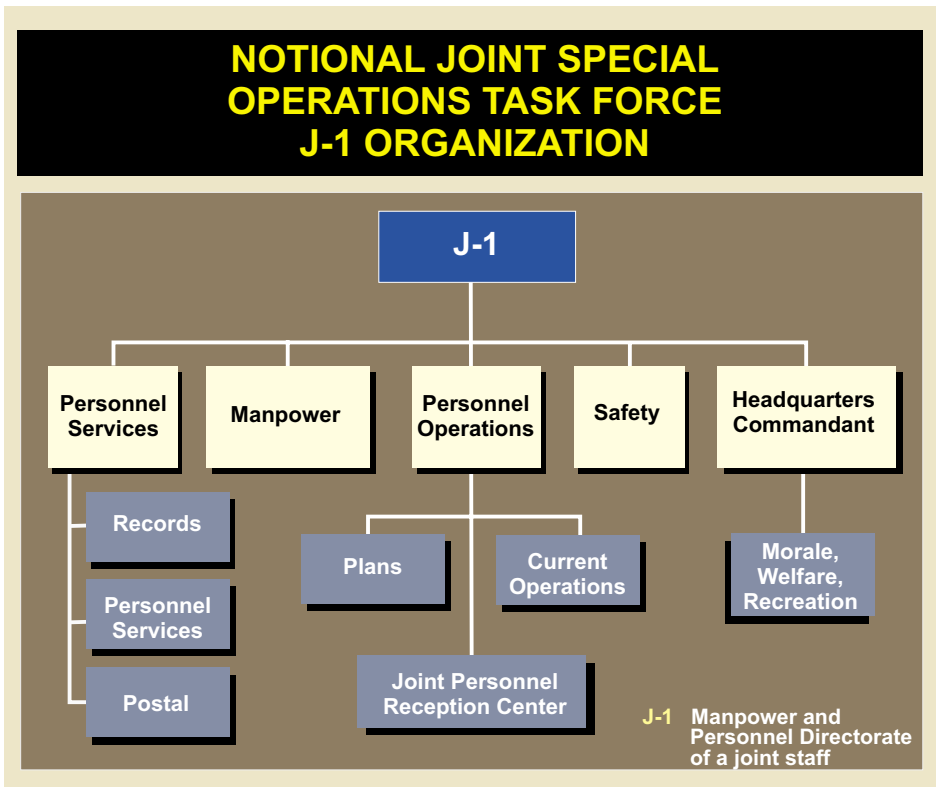 NOTIONAL JOINT SPECIAL
OPERATIONS TASK FORCE
J-1 ORGANIZATION
J-1
Personnel
Services
Manpower
Personnel
Operations
Safety
Headquarters
Commandant
Records
Personnel
Services
Postal
Plans
Current
Operations
Joint Personnel
Reception Center
Morale,
Welfare,
Recreation
J-1 Manpower and
Personnel Directorate
of a joint staff